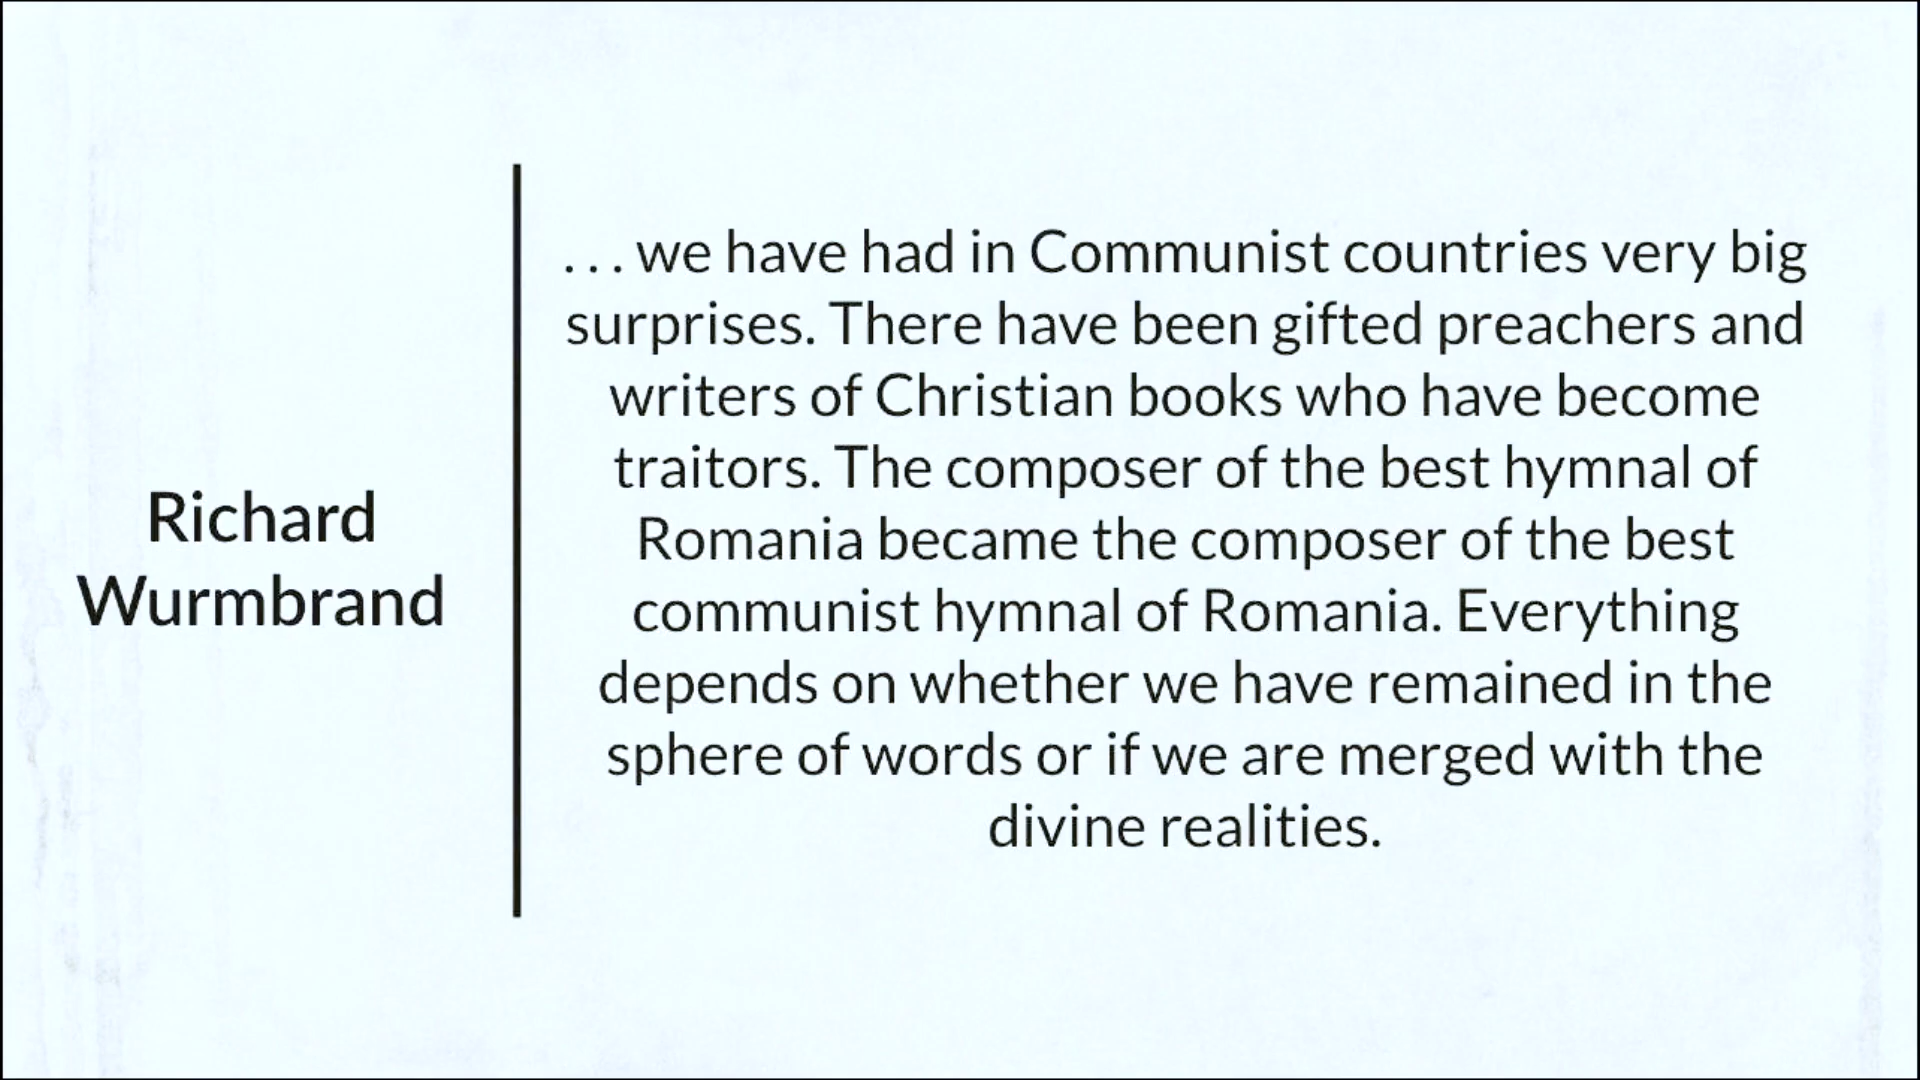 Richard
Wurmbrand
. . . we have had in Communist countries very big
surprises. There have been gifted preachers and
writers of Christian books who have become
traitors. The composer of the best hymnal of
Romania became the composer of the best
communist hymnal of Romania. Everything
depends on whether we have remained in the
sphere of words or if we are merged with the
divine realities.